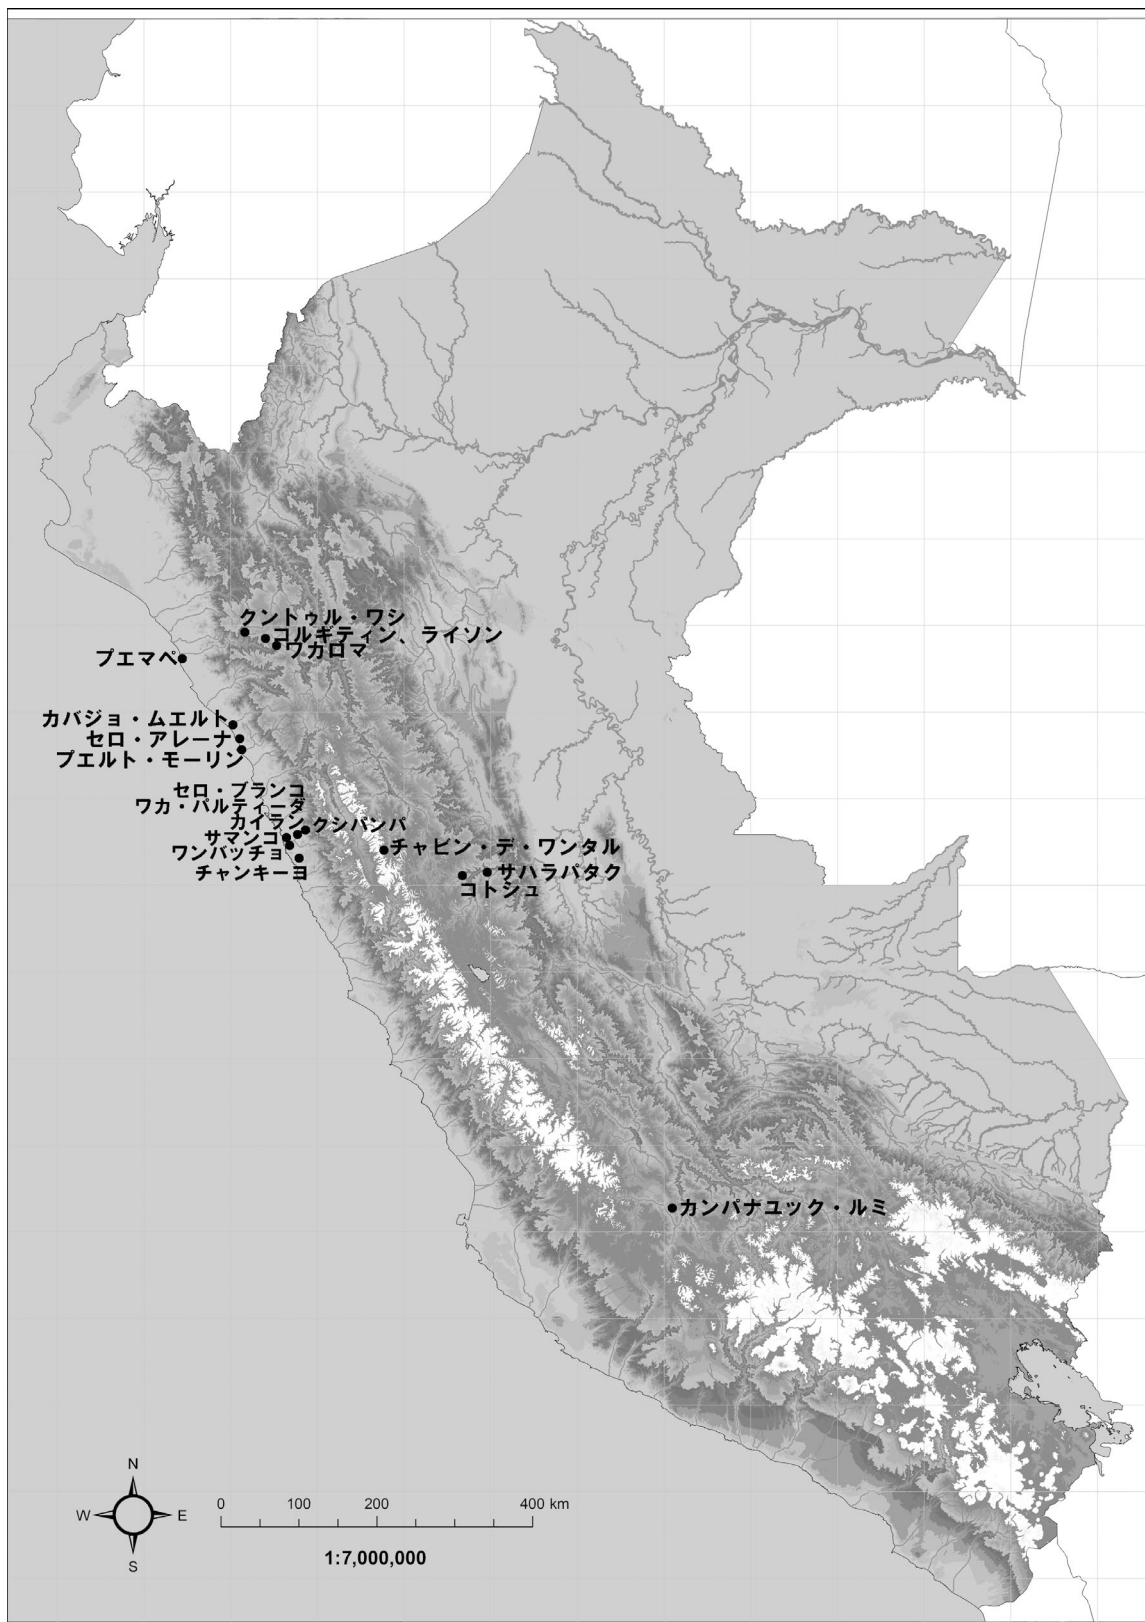 クントゥル・ワシ
コルギティン、ライソン
ワカロマ
プエマペ
カバジョ・ムエルト
セロ・アレーナ
プエルト・モーリン
セロ・ブランコ
ワカ・パルティーダ
カイラン
クシパンパ
サマンコ
ワンバッチョ
チャンキーヨ
チャビン・デ・ワンタル
サハラパタク
コトシュ
カンパナユック・ルミ
N
W
E
S
0 100 200 400 km
1:7,000,000